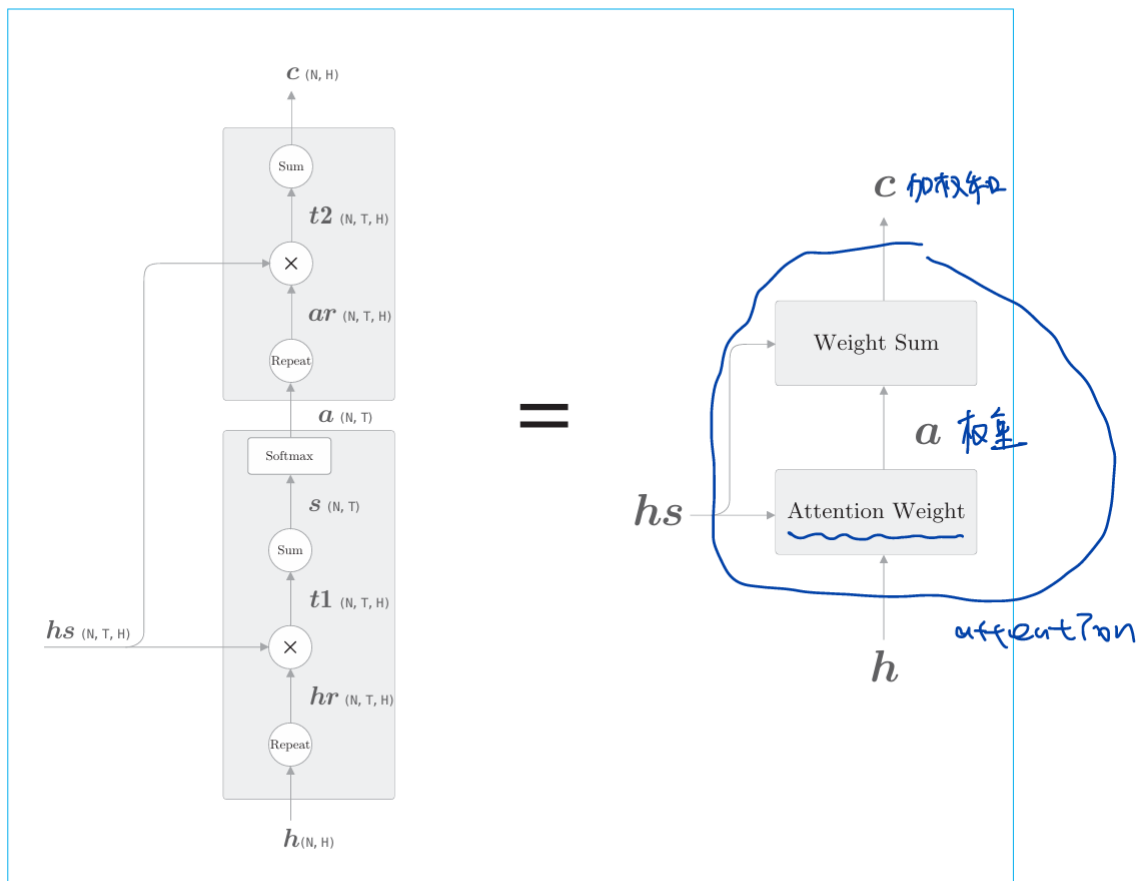 c (N, H)
Sum
t2 (N, T, H)
×
ar (N, T, H)
Repeat
a (N, T)
Softmax
s (N, T)
Sum
t1 (N, T, H)
hs (N, T, H)
×
hr (N, T, H)
Repeat
h(N, H)
=
c 加权和
Weight Sum
a 权重
hs
Attention Weight
attention
h